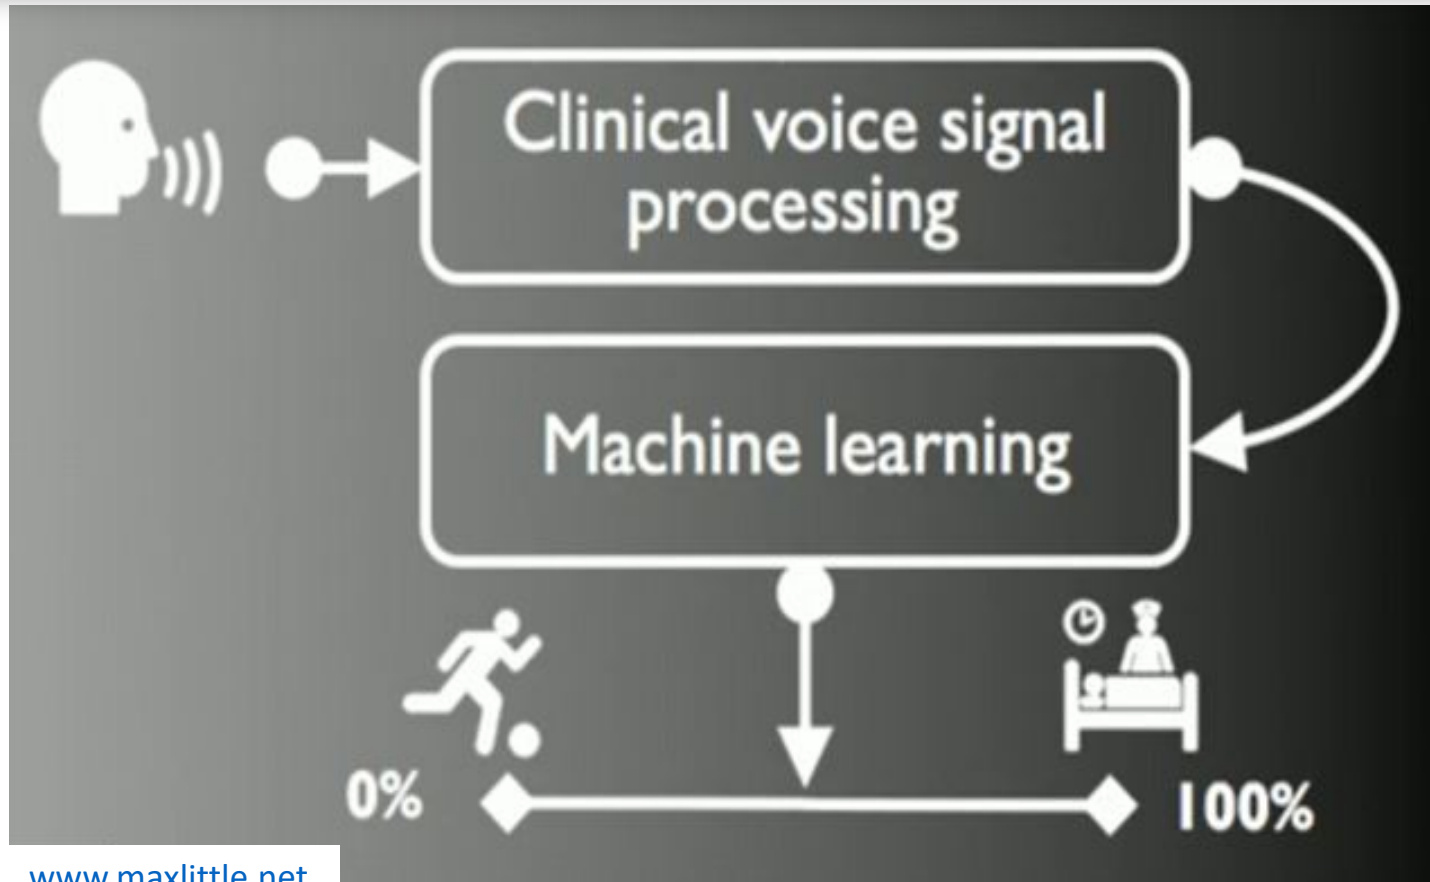 Clinical voice signal
processing
Machine learning
0%
100%
www.maxlittle.net